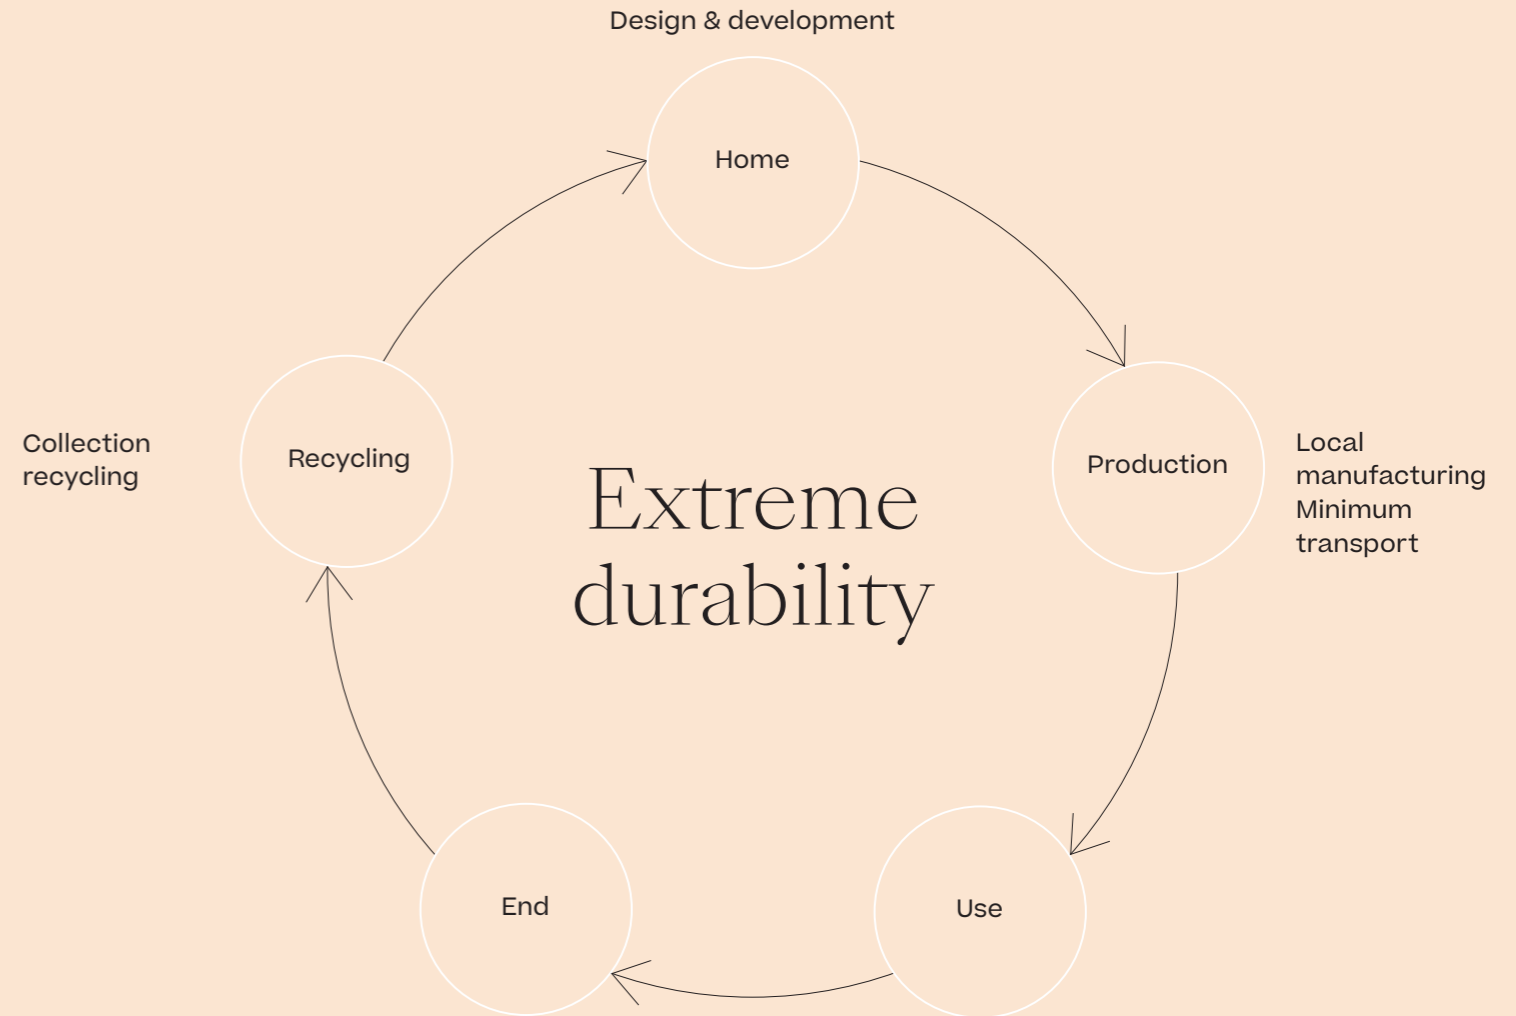 Design & development
Home
Collection
recycling
Recycling
Extreme
durability
Production
Local
manufacturing
Minimum
transport
End
Use